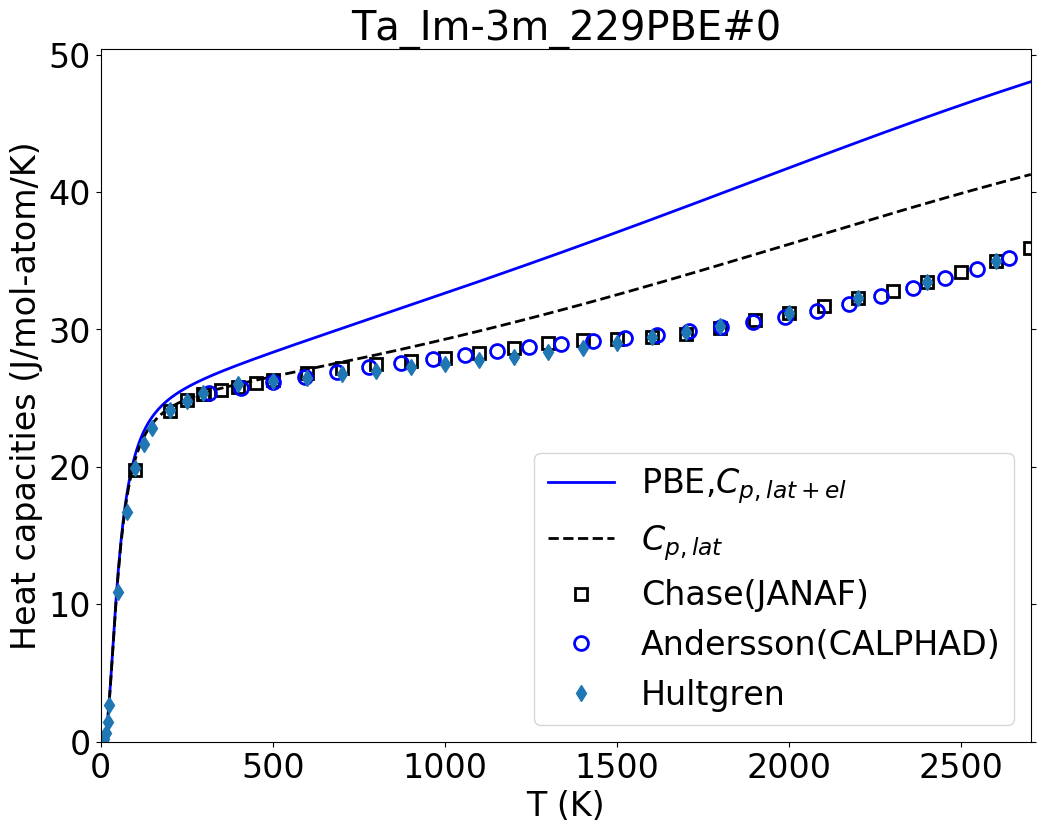 Ta_Im-3m_229PBE#0
Heat capacities (J/mol-atom/K)
50
40
30
20
10
0
PBE,C_{p, lat+el}
C_{p, lat}
Chase(JANAF)
Andersson(CALPHAD)
Hultgren
0 500 1000 1500 2000 2500
T (K)